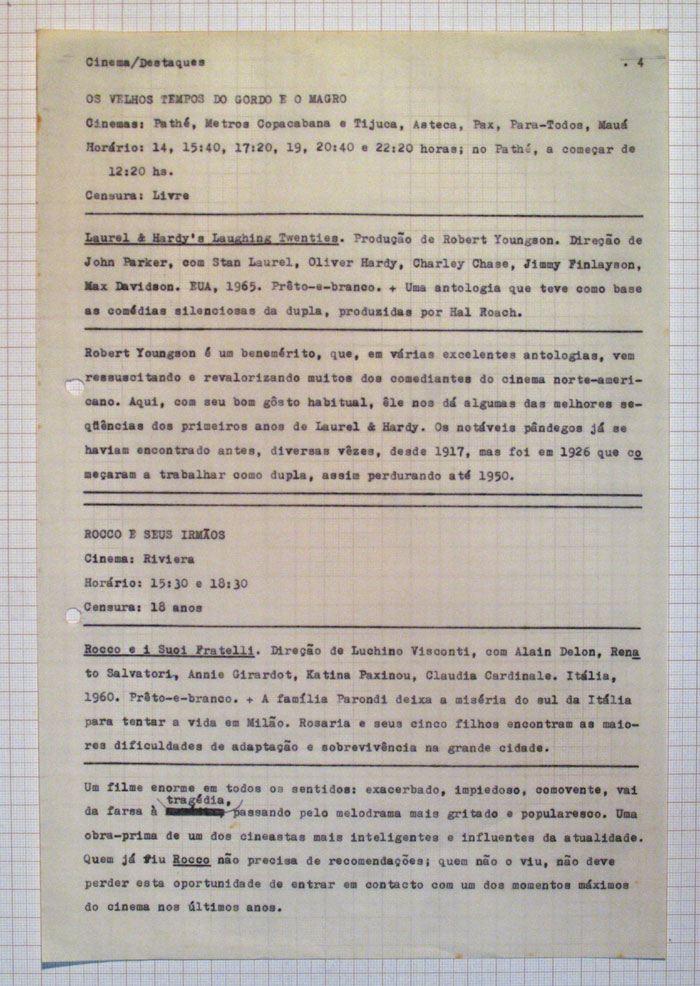 Cinema/Destaques . 4
OS VELHOS TEMPOS DO GORDO E O MAGRO
Cinemas: Pathé, Metros Copacabana e Tijuca, Asteca, Pax, Para-Todos, Mauá
Horário: 14, 15:40, 17:20, 19, 20:40 e 22:20 horas; no Pathé, a começar de
12:20 hs.
Censura: Livre
Laurel & Hardy's Laughing Twenties. Produção de Robert Youngson. Direção de
John Parker, com Stan Laurel, Oliver Hardy, Charley Chase, Jimmy Finlayson,
Max Davidson. EUA, 1965. Prêto-e-branco. + Uma antologia que teve como base
as comédias silenciosas da dupla, produzidas por Hal Roach.
Robert Youngson é um benemérito, que, em várias excelentes antologias, vem
ressuscitando e revalorizando muitos dos comediantes do cinema norte-ameri-
cano. Aqui, com seu bom gôsto habitual, êle nos dá algumas das melhores se-
qüências dos primeiros anos de Laurel & Hardy. Os notáveis pândegos já se
haviam encontrado antes, diversas vêzes, desde 1917, mas foi em 1926 que co
meçaram a trabalhar como dupla, assim perdurando até 1950.
ROCCO E SEUS IRMÃOS
Cinema: Riviera
Horário: 15:30 e 18:30
Censura: 18 anos
Rocco e i Suoi Fratelli. Direção de Luchino Visconti, com Alain Delon, Rena
to Salvatori, Annie Girardot, Katina Paxinou, Claudia Cardinale. Itália,
1960. Prêto-e-branco. + A família Parondi deixa a miséria do sul da Itália
para tentar a vida em Milão. Rosaria e seus cinco filhos encontram as maio-
res dificuldades de adaptação e sobrevivência na grande cidade.
Um filme enorme em todos os sentidos: exacerbado, impiedoso, comovente, vai
da farsa à tragédia, passando pelo melodrama mais gritado e popularesco. Uma
obra-prima de um dos cineastas mais inteligentes e influentes da atualidade.
Quem já viu Rocco não precisa de recomendações; quem não o viu, não deve
perder esta oportunidade de entrar em contacto com um dos momentos máximos
do cinema nos últimos anos.